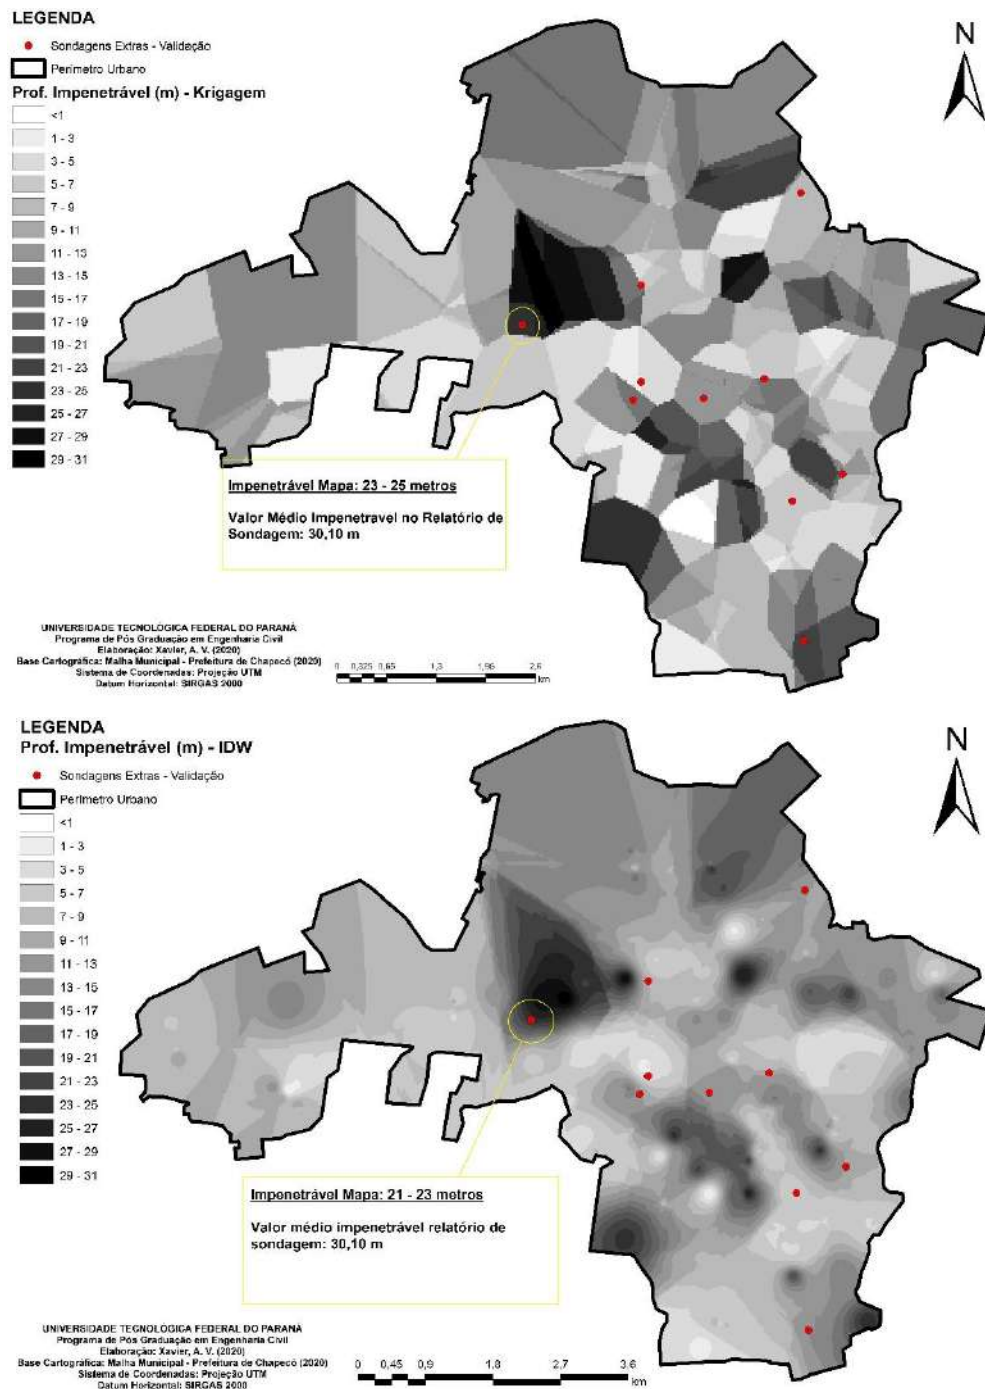 LEGENDA
Sondagens Extras - Validação
Perímetro Urbano
Prof. Impenetrável (m) - Krigagem
<1
1 - 3
3 - 5
5 - 7
7 - 9
9 - 11
11 - 13
13 - 15
15 - 17
17 - 19
19 - 21
21 - 23
23 - 25
25 - 27
27 - 29
29 - 31
N
Impenetrável Mapa: 23 - 25 metros
Valor Médio Impenetravel no Relatório de
Sondagem: 30,10 m
UNIVERSIDADE TECNOLÓGICA FEDERAL DO PARANÁ
Programa de Pós Graduação em Engenharia Civil
Elaboração: Xavier, A. V. (2020)
Base Cartográfica: Malha Municipal - Prefeitura de Chapecó (2020)
Sistema de Coordenadas: Projeção UTM
Datum Horizontal: SIRGAS 2000
0 0,325 0,65 1,3 1,95 2,6
km
LEGENDA
Prof. Impenetrável (m) - IDW
Sondagens Extras - Validação
Perímetro Urbano
<1
1 - 3
3 - 5
5 - 7
7 - 9
9 - 11
11 - 13
13 - 15
15 - 17
17 - 19
19 - 21
21 - 23
23 - 25
25 - 27
27 - 29
29 - 31
N
Impenetrável Mapa: 21 - 23 metros
Valor médio impenetrável relatório de
sondagem: 30,10 m
UNIVERSIDADE TECNOLÓGICA FEDERAL DO PARANÁ
Programa de Pós Graduação em Engenharia Civil
Elaboração: Xavier, A. V. (2020)
Base Cartográfica: Malha Municipal - Prefeitura de Chapecó (2020)
Sistema de Coordenadas: Projeção UTM
Datum Horizontal: SIRGAS 2000
0 0,45 0,9 1,8 2,7 3,6
km